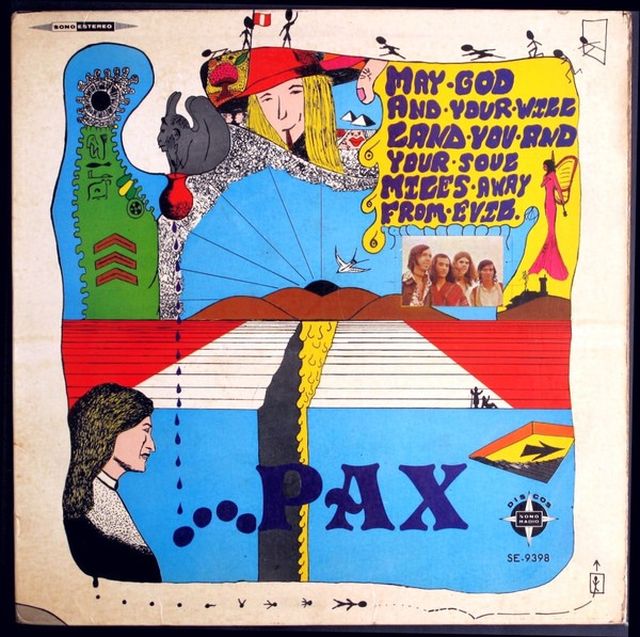 SONO ESTEREO
MAY·GOD
AND·YOUR·WILL
LAND·YOU·AND
YOUR·SOUL
MILES·AWAY
FROM·EVIL.
PAX
DISCOS
SONO
RADIO
SE-9398